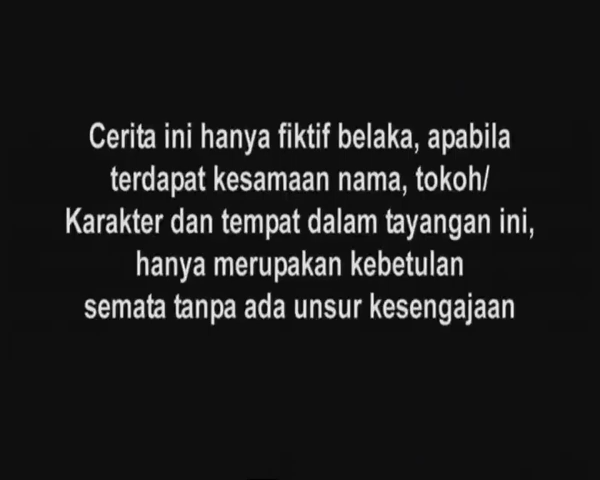 Cerita ini hanya fiktif belaka, apabila
terdapat kesamaan nama, tokoh/
Karakter dan tempat dalam tayangan ini,
hanya merupakan kebetulan
semata tanpa ada unsur kesengajaan